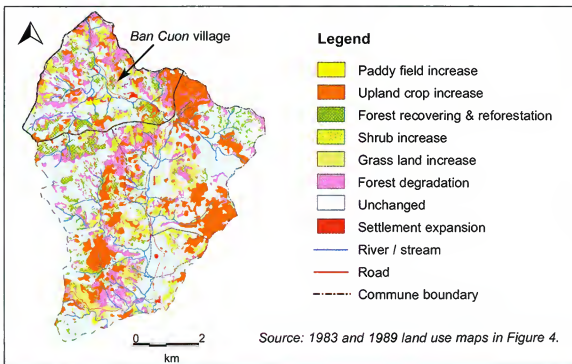 Ban Cuon village
Legend
Paddy field increase
Upland crop increase
Forest recovering & reforestation
Shrub increase
Grass land increase
Forest degradation
Unchanged
Settlement expansion
River / stream
Road
Commune boundary
0 2
km
Source: 1983 and 1989 land use maps in Figure 4.